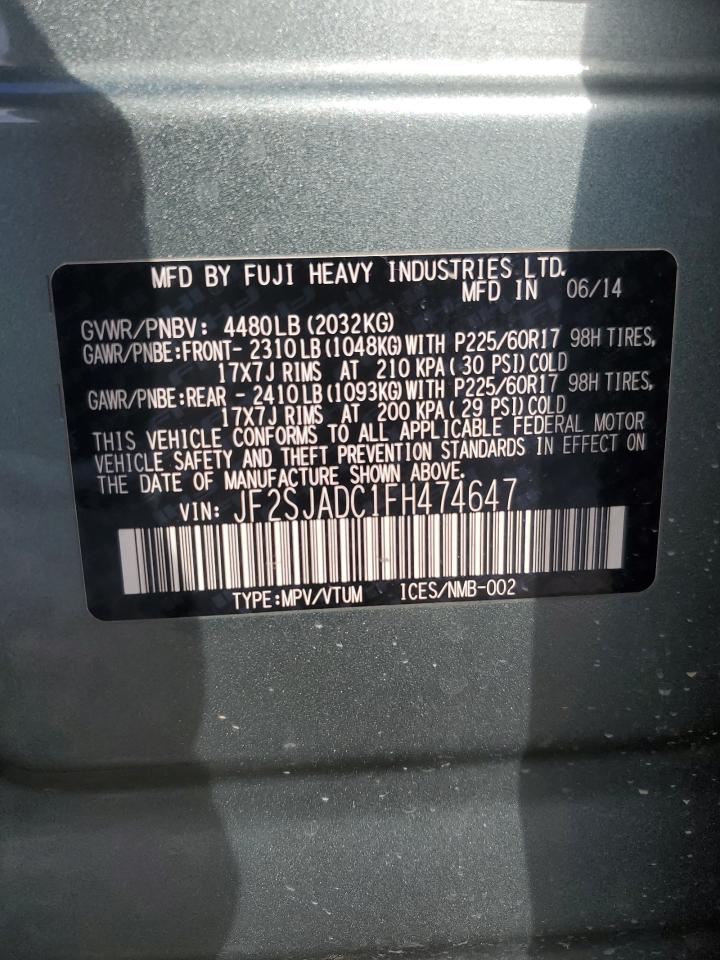 MFD BY FUJI HEAVY INDUSTRIES LTD.
MFD IN 06/14
GVWR/PNBV: 4480LB(2032KG)
GAWR/PNBE:FRONT- 2310LB(1048KG)WITH P225/60R17 98H TIRES,
17X7J RIMS AT 210 KPA(30 PSI)COLD
GAWR/PNBE:REAR - 2410LB(1093KG)WITH P225/60R17 98H TIRES,
17X7J RIMS AT 200 KPA(29 PSI)COLD
THIS VEHICLE CONFORMS TO ALL APPLICABLE FEDERAL MOTOR
VEHICLE SAFETY AND THEFT PREVENTION STANDARDS IN EFFECT ON
THE DATE OF MANUFACTURE SHOWN ABOVE.
VIN: JF2SJADC1FH474647
TYPE:MPV/VTUM ICES/NMB-002